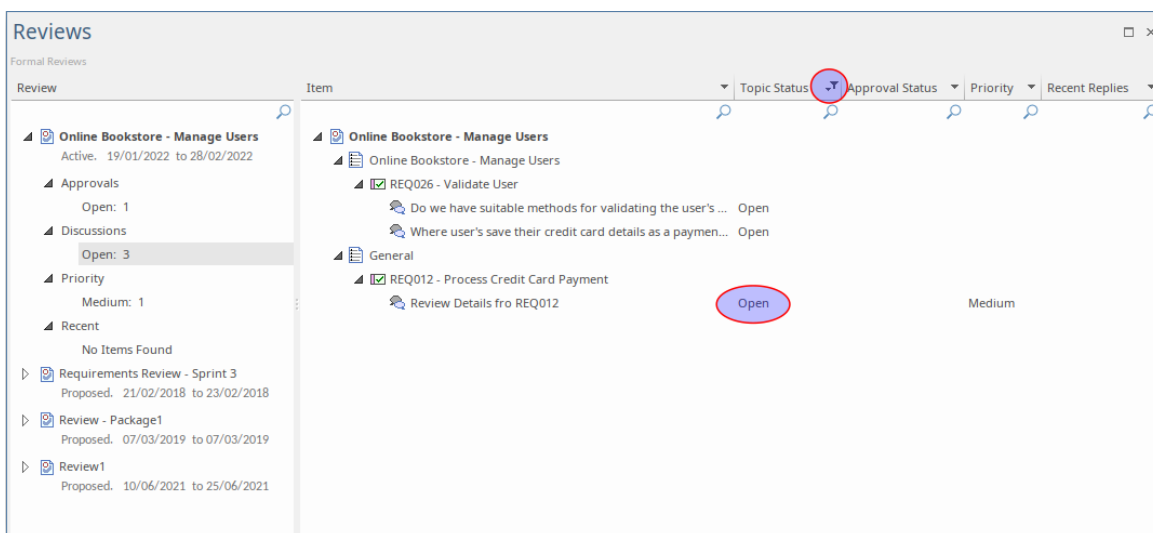 Reviews
Formal Reviews
Review
Item Topic Status Approval Status Priority Recent Replies
Online Bookstore - Manage Users
Active. 19/01/2022 to 28/02/2022
Approvals
Open: 1
Discussions
Open: 3
Priority
Medium: 1
Recent
No Items Found
Requirements Review - Sprint 3
Proposed. 21/02/2018 to 23/02/2018
Review - Package1
Proposed. 07/03/2019 to 07/03/2019
Review1
Proposed. 10/06/2021 to 25/06/2021
Online Bookstore - Manage Users
Online Bookstore - Manage Users
REQ026 - Validate User
Do we have suitable methods for validating the user's ... Open
Where user's save their credit card details as a paymen... Open
General
REQ012 - Process Credit Card Payment
Review Details fro REQ012 Open Medium